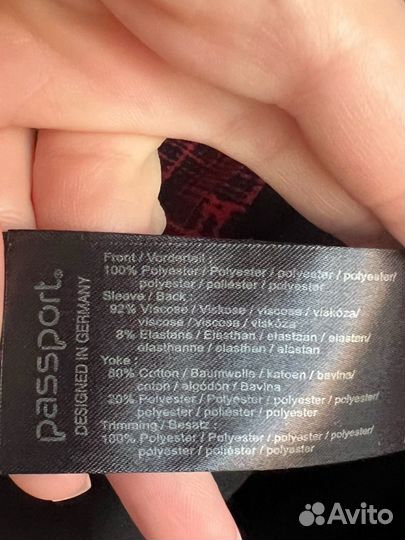 passport®
DESIGNED IN GERMANY
Front / Vorderteil :
100% Polyester / Polyester / polyester / polyester/
polyester / poliéster / polyester
Sleeve / Back :
92% Viscose / Viskose / viscose / viskóza/
viscose / Viscosa / viskóza
8% Elastane / Elasthan / elastaan / elastan/
elasthanne / elasthan / elastan
Yoke :
80% Cotton / Baumwolle / katoen / bavlna/
coton / algodón / Bavlna
20% Polyester / Polyester / polyester / polyester/
polyester / poliéster / polyester
Trimming / Besatz :
100% Polyester / Polyester / polyester / polyester/
polyester / poliéster / polyester
Avito